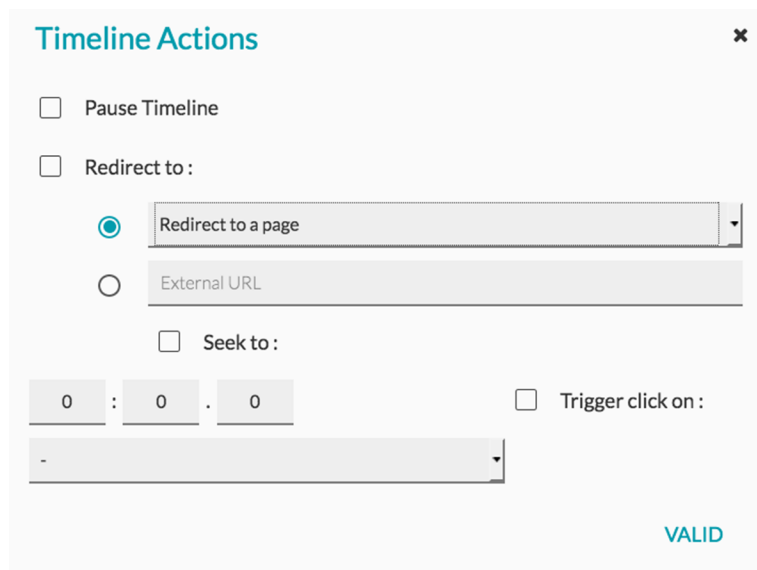 Timeline Actions
Pause Timeline
Redirect to :
Redirect to a page
External URL
Seek to :
0 : 0 . 0
Trigger click on :
-
VALID